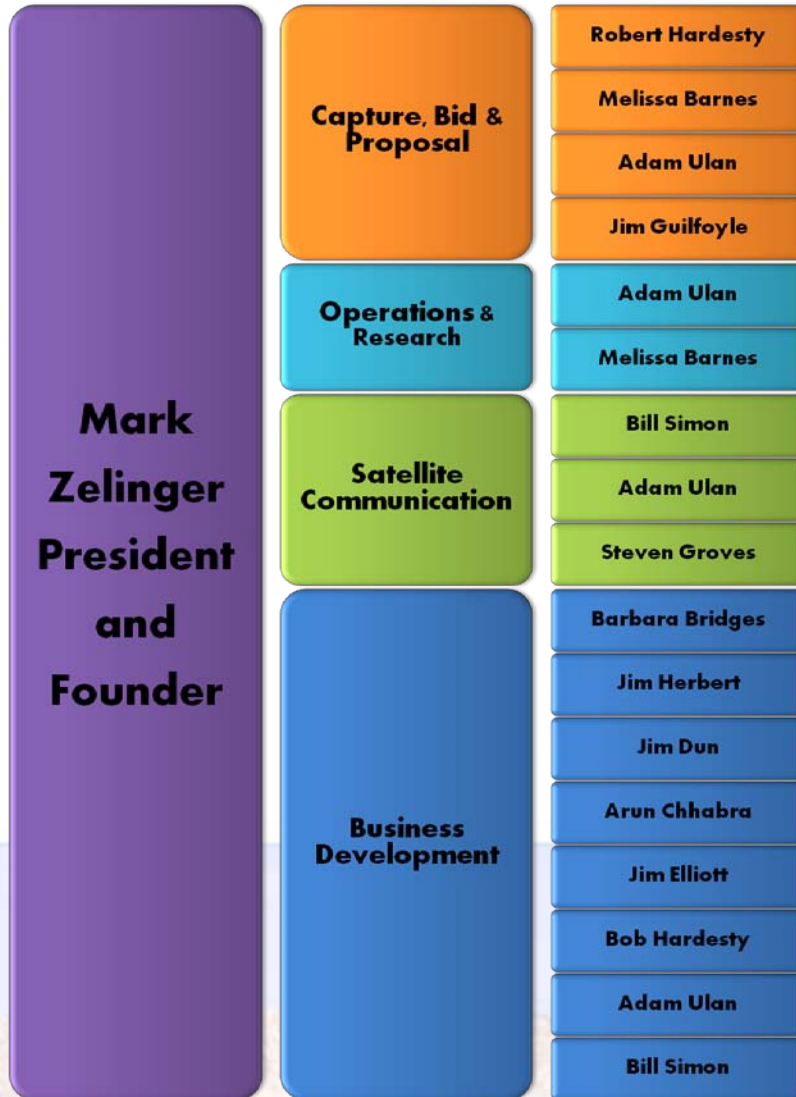 Mark
Zelinger
President
and
Founder
Capture, Bid &
Proposal
Robert Hardesty
Melissa Barnes
Adam Ulan
Jim Guilfoyle
Operations &
Research
Adam Ulan
Melissa Barnes
Satellite
Communication
Bill Simon
Adam Ulan
Steven Groves
Business
Development
Barbara Bridges
Jim Herbert
Jim Dun
Arun Chhabra
Jim Elliott
Bob Hardesty
Adam Ulan
Bill Simon